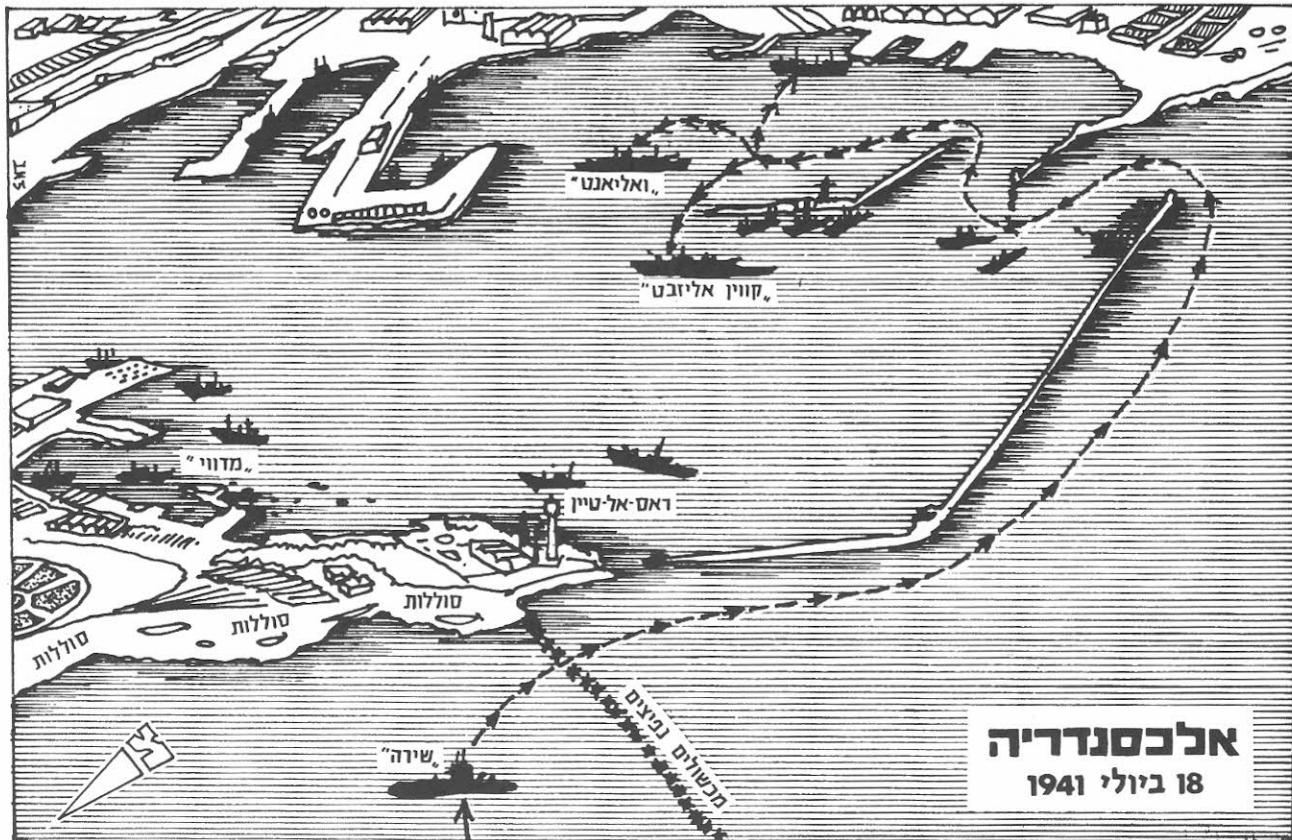 „ואליאנט"
„קווין אליזבט"
„מדווי"
ראס-אל-טיין
סוללות
סוללות
סוללות
מכשולים נפיצים
„שירה"
אלכסנדריה
18 ביולי 1941